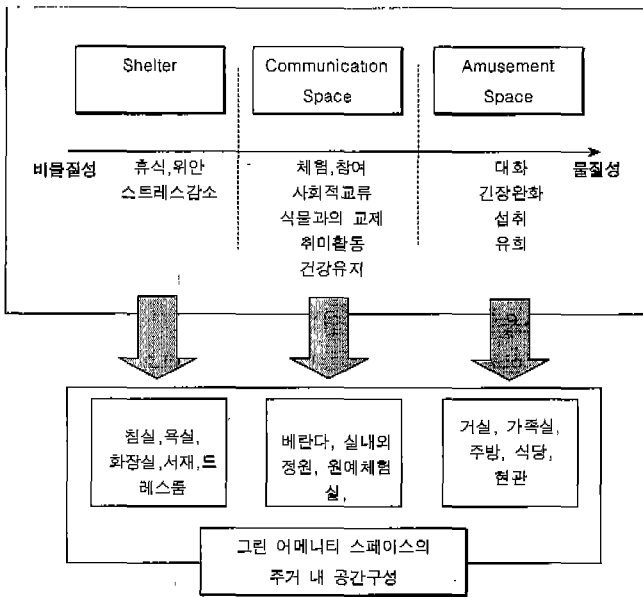 Shelter
Communication
Space
Amusement
Space
비물질성
물질성
휴식,위안
스트레스감소
체험,참여
사회적교류
식물과의 교제
취미활동
건강유지
대화
긴장완화
섭취
유희
침실,욕실,
화장실,서재,드
레스룸
베란다, 실내외
정원, 원예체험
실,
거실, 가족실,
주방, 식당,
현관
그린 어메니티 스페이스의
주거 내 공간구성